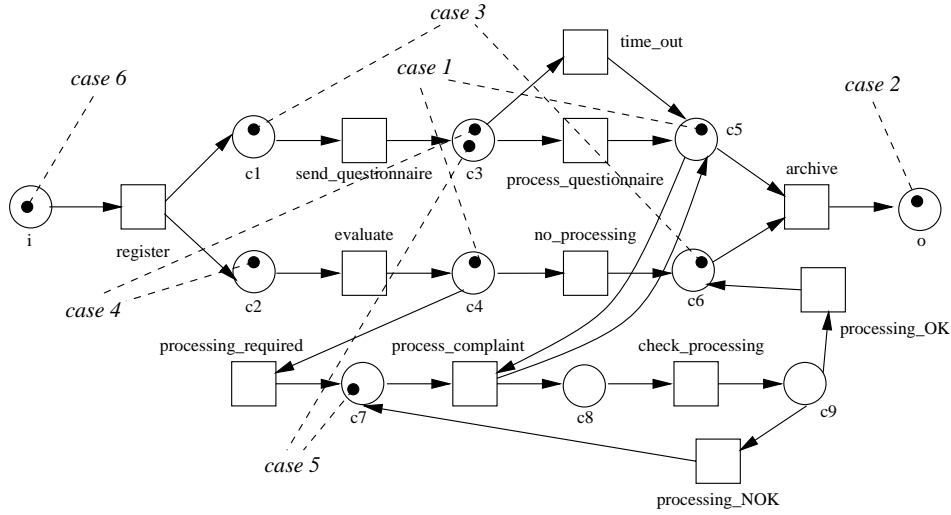 case 3
time_out
case 1
case 6
case 2
c5
c1
send_questionnaire
c3
process_questionnaire
archive
i
register
evaluate
no_processing
o
c2
c4
c6
case 4
processing_OK
processing_required
process_complaint
check_processing
c7
c8
c9
case 5
processing_NOK